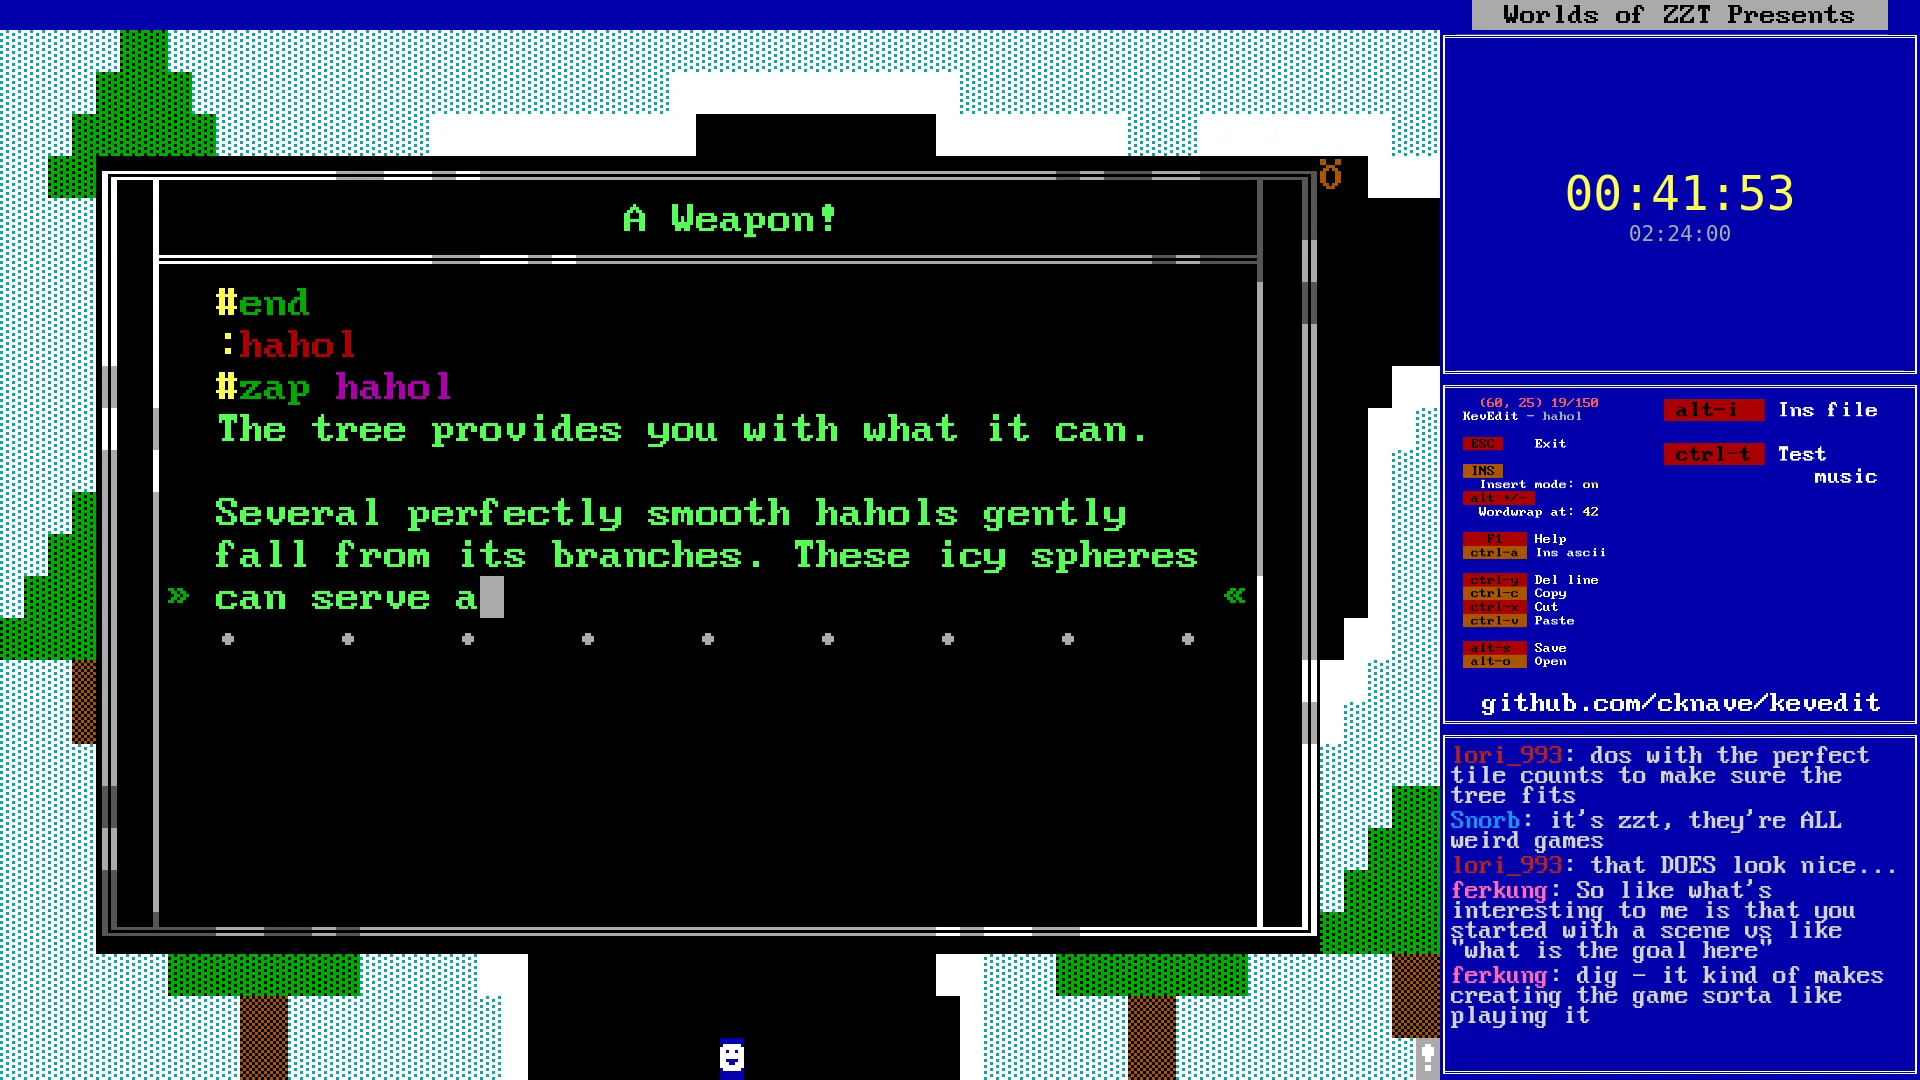 Worlds of ZZT Presents
A Weapon!
#end
:hahol
#zap hahol
The tree provides you with what it can.
Several perfectly smooth hahols gently
fall from its branches. These icy spheres
» can serve a «
00:41:53
02:24:00
(60, 25) 19/150
KevEdit - hahol
ESC Exit
INS
Insert mode: on
alt +/-
Wordwrap at: 42
F1 Help
ctrl-a Ins ascii
ctrl-y Del line
ctrl-c Copy
ctrl-x Cut
ctrl-v Paste
alt-s Save
alt-o Open
alt-i Ins file
ctrl-t Test
music
github.com/cknave/kevedit
lori_993: dos with the perfect
tile counts to make sure the
tree fits
Snorb: it's zzt, they're ALL
weird games
lori_993: that DOES look nice...
ferkung: So like what's
interesting to me is that you
started with a scene vs like
"what is the goal here"
ferkung: dig - it kind of makes
creating the game sorta like
playing it